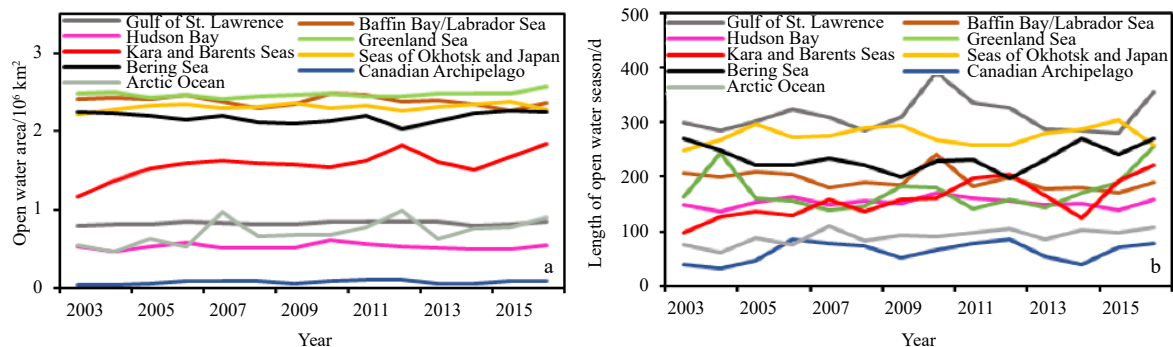 Open water area/10⁶ km²
3
2
1
0
Gulf of St. Lawrence
Hudson Bay
Kara and Barents Seas
Bering Sea
Arctic Ocean
Baffin Bay/Labrador Sea
Greenland Sea
Seas of Okhotsk and Japan
Canadian Archipelago
a
2003 2005 2007 2009 2011 2013 2015
Year
Length of open water season/d
500
400
300
200
100
0
Gulf of St. Lawrence
Hudson Bay
Kara and Barents Seas
Bering Sea
Arctic Ocean
Baffin Bay/Labrador Sea
Greenland Sea
Seas of Okhotsk and Japan
Canadian Archipelago
b
2003 2005 2007 2009 2011 2013 2015
Year